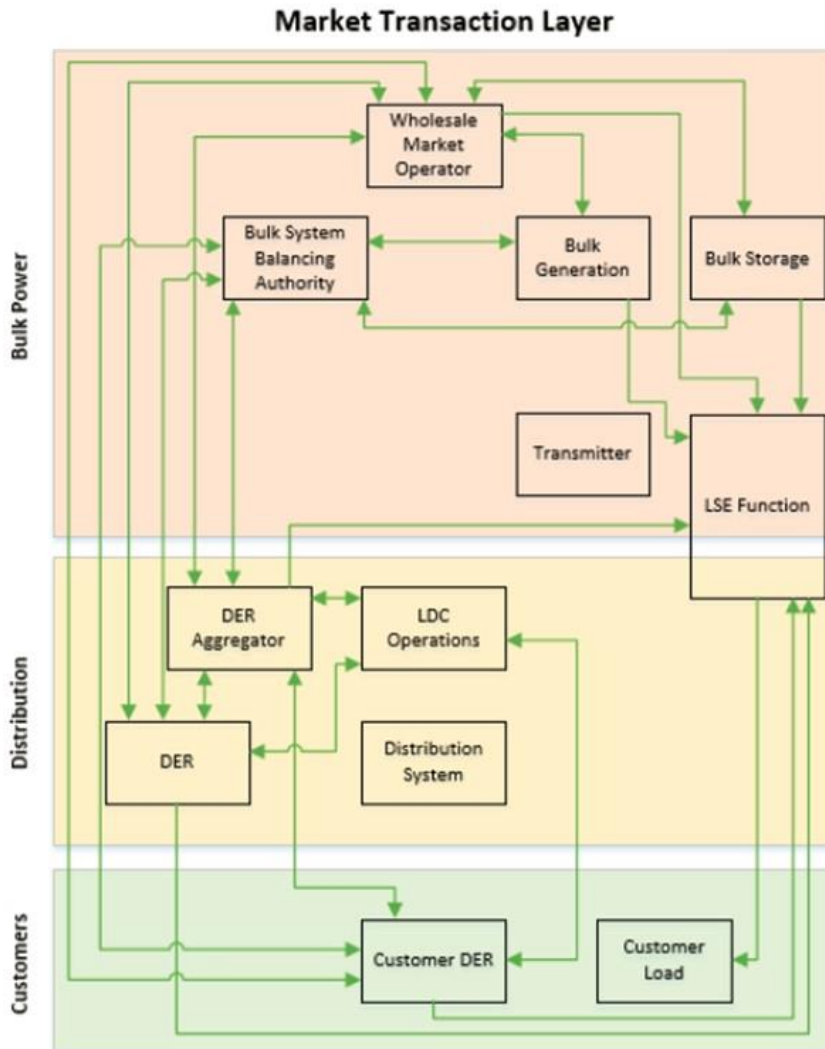 Market Transaction Layer
Bulk Power
Wholesale
Market
Operator
Bulk System
Balancing
Authority
Bulk
Generation
Bulk Storage
Transmitter
LSE Function
Distribution
DER
Aggregator
LDC
Operations
DER
Distribution
System
Customers
Customer DER
Customer
Load